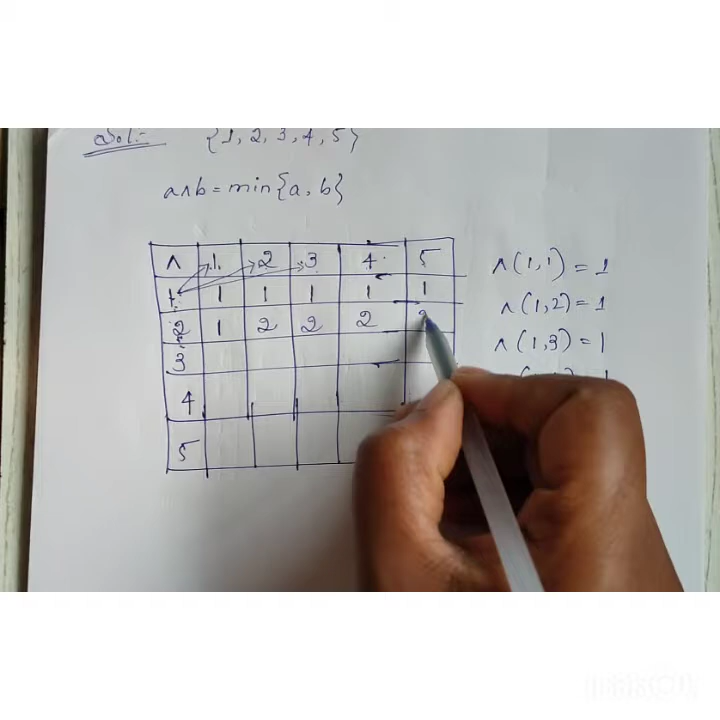 Sol:- {1, 2, 3, 4, 5}
a∧b = min{a, b}
∧ 1 2 3 4 5
1 1 1 1 1 1
2 1 2 2 2 2
3
4
5
∧(1,1) = 1
∧(1,2) = 1
∧(1,3) = 1